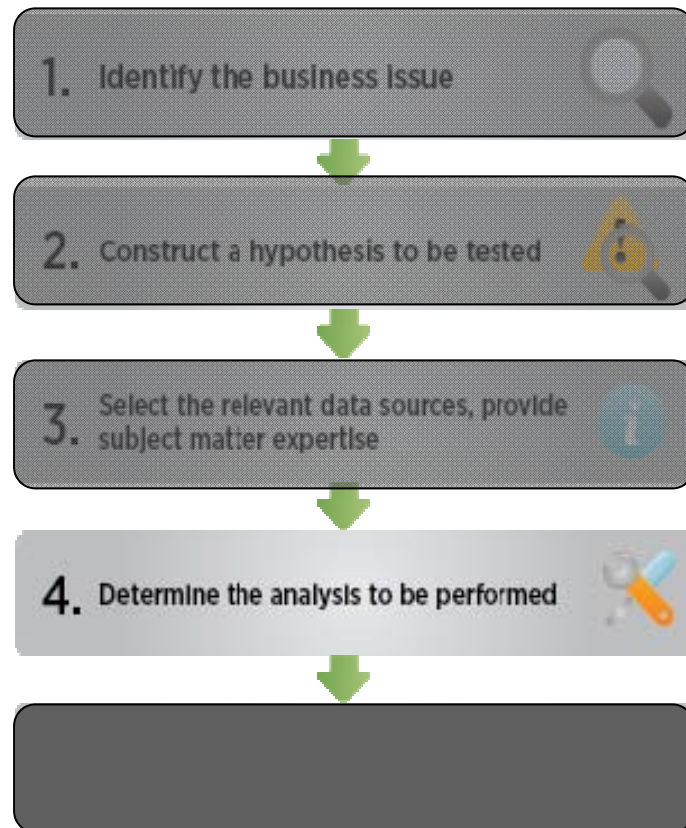 1. Identify the business issue
2. Construct a hypothesis to be tested
3. Select the relevant data sources, provide
subject matter expertise
i
4. Determine the analysis to be performed